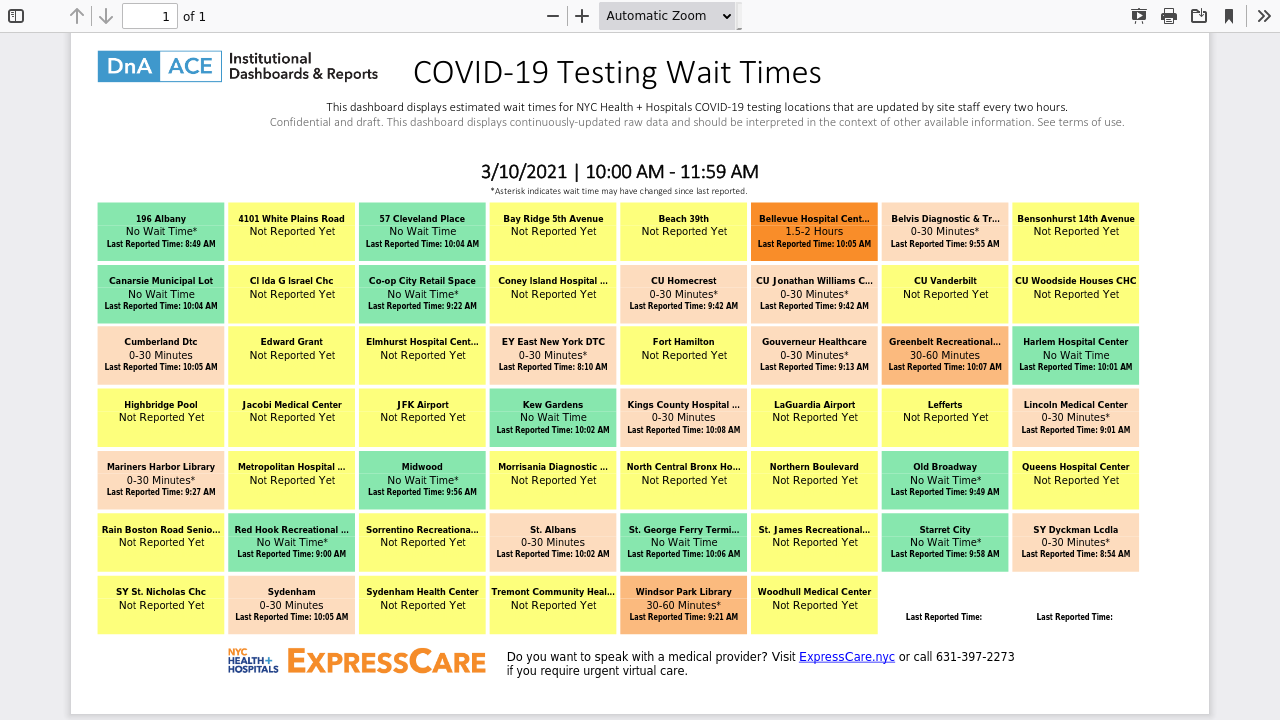 1 of 1 Automatic Zoom
DnA ACE Institutional
Dashboards & Reports
COVID-19 Testing Wait Times
This dashboard displays estimated wait times for NYC Health + Hospitals COVID-19 testing locations that are updated by site staff every two hours.
Confidential and draft. This dashboard displays continuously-updated raw data and should be interpreted in the context of other available information. See terms of use.
3/10/2021 | 10:00 AM - 11:59 AM
*Asterisk indicates wait time may have changed since last reported.
196 Albany
No Wait Time*
Last Reported Time: 8:49 AM
4101 White Plains Road
Not Reported Yet
57 Cleveland Place
No Wait Time
Last Reported Time: 10:04 AM
Bay Ridge 5th Avenue
Not Reported Yet
Beach 39th
Not Reported Yet
Bellevue Hospital Cent...
1.5-2 Hours
Last Reported Time: 10:05 AM
Belvis Diagnostic & Tr...
0-30 Minutes*
Last Reported Time: 9:55 AM
Bensonhurst 14th Avenue
Not Reported Yet
Canarsie Municipal Lot
No Wait Time
Last Reported Time: 10:04 AM
Cl Ida G Israel Chc
Not Reported Yet
Co-op City Retail Space
No Wait Time*
Last Reported Time: 9:22 AM
Coney Island Hospital ...
Not Reported Yet
CU Homecrest
0-30 Minutes*
Last Reported Time: 9:42 AM
CU Jonathan Williams C...
0-30 Minutes*
Last Reported Time: 9:42 AM
CU Vanderbilt
Not Reported Yet
CU Woodside Houses CHC
Not Reported Yet
Cumberland Dtc
0-30 Minutes
Last Reported Time: 10:05 AM
Edward Grant
Not Reported Yet
Elmhurst Hospital Cent...
Not Reported Yet
EY East New York DTC
0-30 Minutes*
Last Reported Time: 8:10 AM
Fort Hamilton
Not Reported Yet
Gouverneur Healthcare
0-30 Minutes*
Last Reported Time: 9:13 AM
Greenbelt Recreational...
30-60 Minutes
Last Reported Time: 10:07 AM
Harlem Hospital Center
No Wait Time
Last Reported Time: 10:01 AM
Highbridge Pool
Not Reported Yet
Jacobi Medical Center
Not Reported Yet
JFK Airport
Not Reported Yet
Kew Gardens
No Wait Time
Last Reported Time: 10:02 AM
Kings County Hospital ...
0-30 Minutes
Last Reported Time: 10:08 AM
LaGuardia Airport
Not Reported Yet
Lefferts
Not Reported Yet
Lincoln Medical Center
0-30 Minutes*
Last Reported Time: 9:01 AM
Mariners Harbor Library
0-30 Minutes*
Last Reported Time: 9:27 AM
Metropolitan Hospital ...
Not Reported Yet
Midwood
No Wait Time*
Last Reported Time: 9:56 AM
Morrisania Diagnostic ...
Not Reported Yet
North Central Bronx Ho...
Not Reported Yet
Northern Boulevard
Not Reported Yet
Old Broadway
No Wait Time*
Last Reported Time: 9:49 AM
Queens Hospital Center
Not Reported Yet
Rain Boston Road Senio...
Not Reported Yet
Red Hook Recreational ...
No Wait Time*
Last Reported Time: 9:00 AM
Sorrentino Recreationa...
Not Reported Yet
St. Albans
0-30 Minutes
Last Reported Time: 10:02 AM
St. George Ferry Termi...
No Wait Time
Last Reported Time: 10:06 AM
St. James Recreational...
Not Reported Yet
Starret City
No Wait Time*
Last Reported Time: 9:58 AM
SY Dyckman Lcdla
0-30 Minutes*
Last Reported Time: 8:54 AM
SY St. Nicholas Chc
Not Reported Yet
Sydenham
0-30 Minutes
Last Reported Time: 10:05 AM
Sydenham Health Center
Not Reported Yet
Tremont Community Heal...
Not Reported Yet
Windsor Park Library
30-60 Minutes*
Last Reported Time: 9:21 AM
Woodhull Medical Center
Not Reported Yet
Last Reported Time:
Last Reported Time:
NYC
HEALTH+
HOSPITALS
EXPRESSCARE
Do you want to speak with a medical provider? Visit ExpressCare.nyc or call 631-397-2273
if you require urgent virtual care.